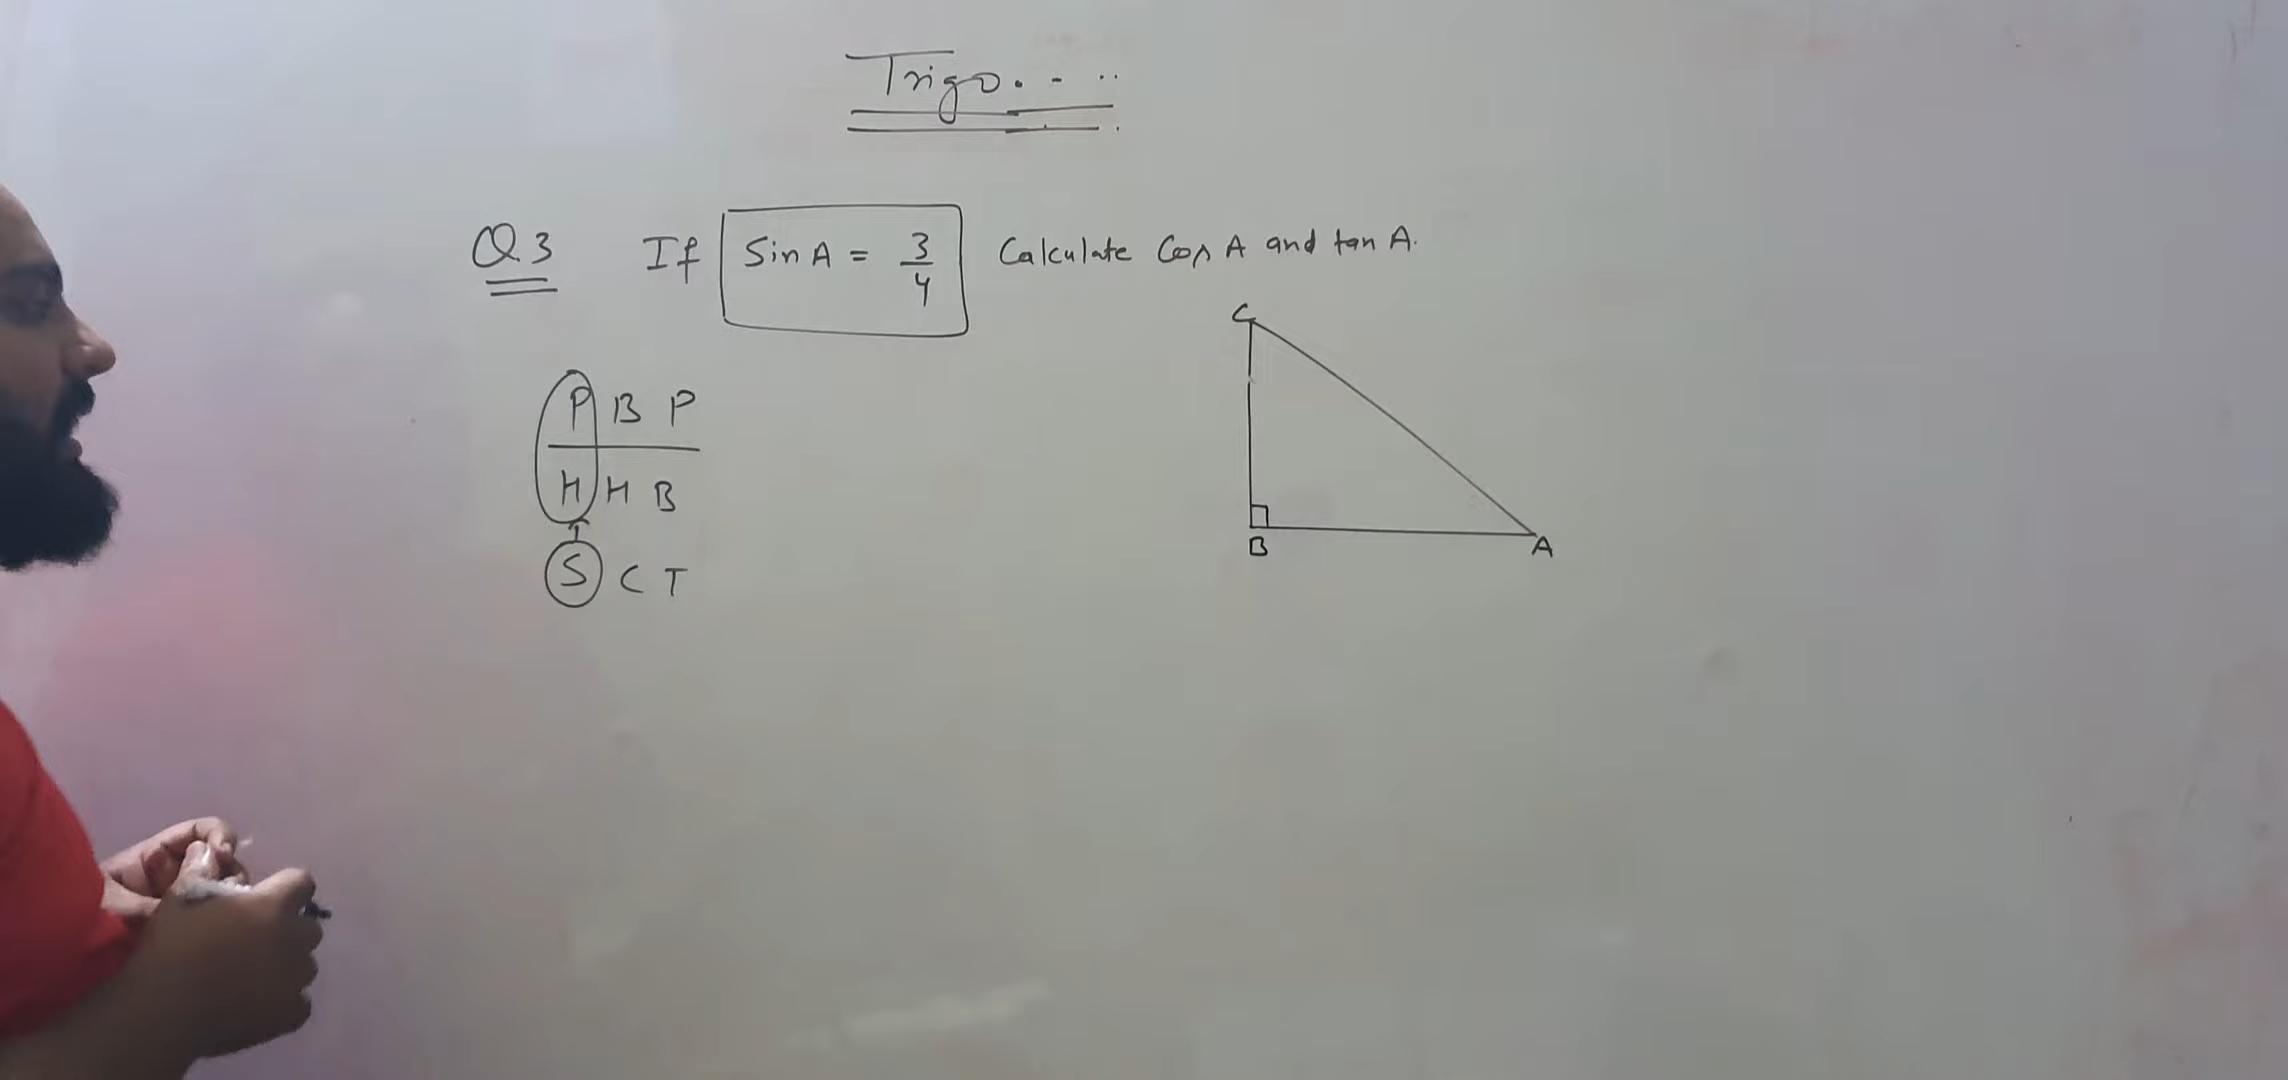 Trigo. - ..
Q.3 If Sin A = 3/4 Calculate Cos A and tan A.
P B P
H H B
S C T
C
B
A